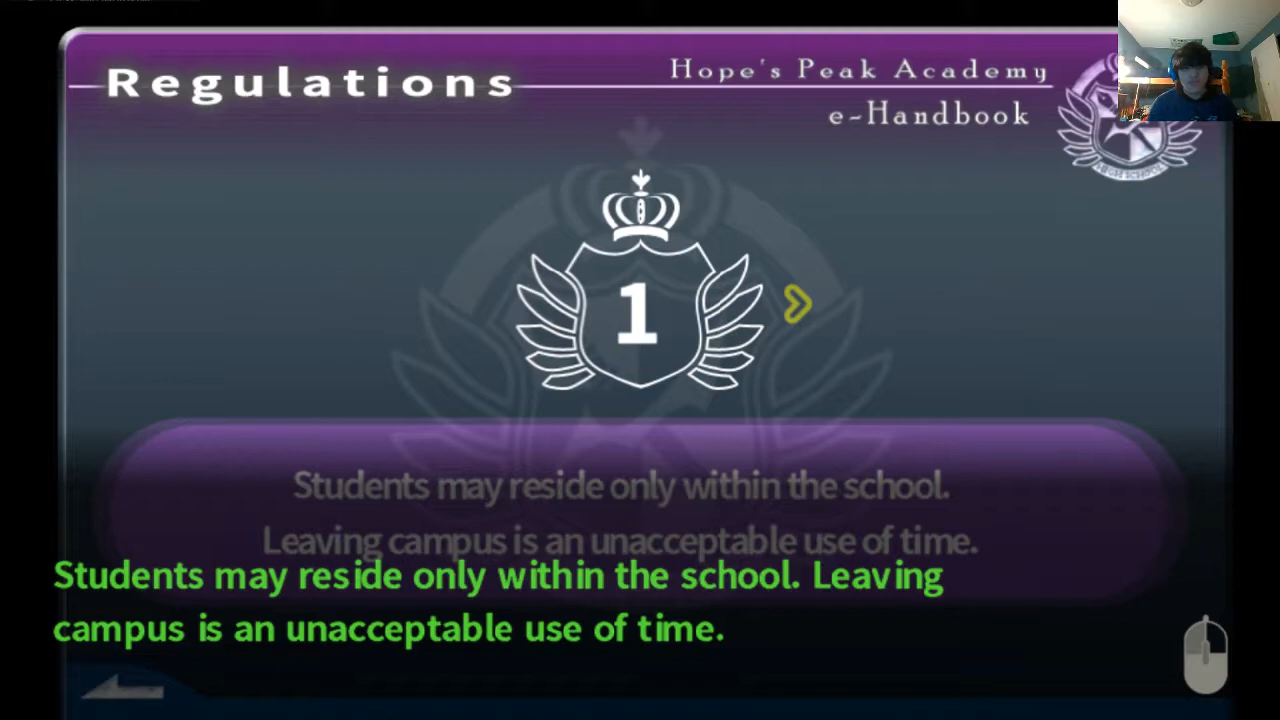 Regulations
Hope's Peak Academy
e-Handbook
1
Students may reside only within the school.
Leaving campus is an unacceptable use of time.
Students may reside only within the school. Leaving
campus is an unacceptable use of time.